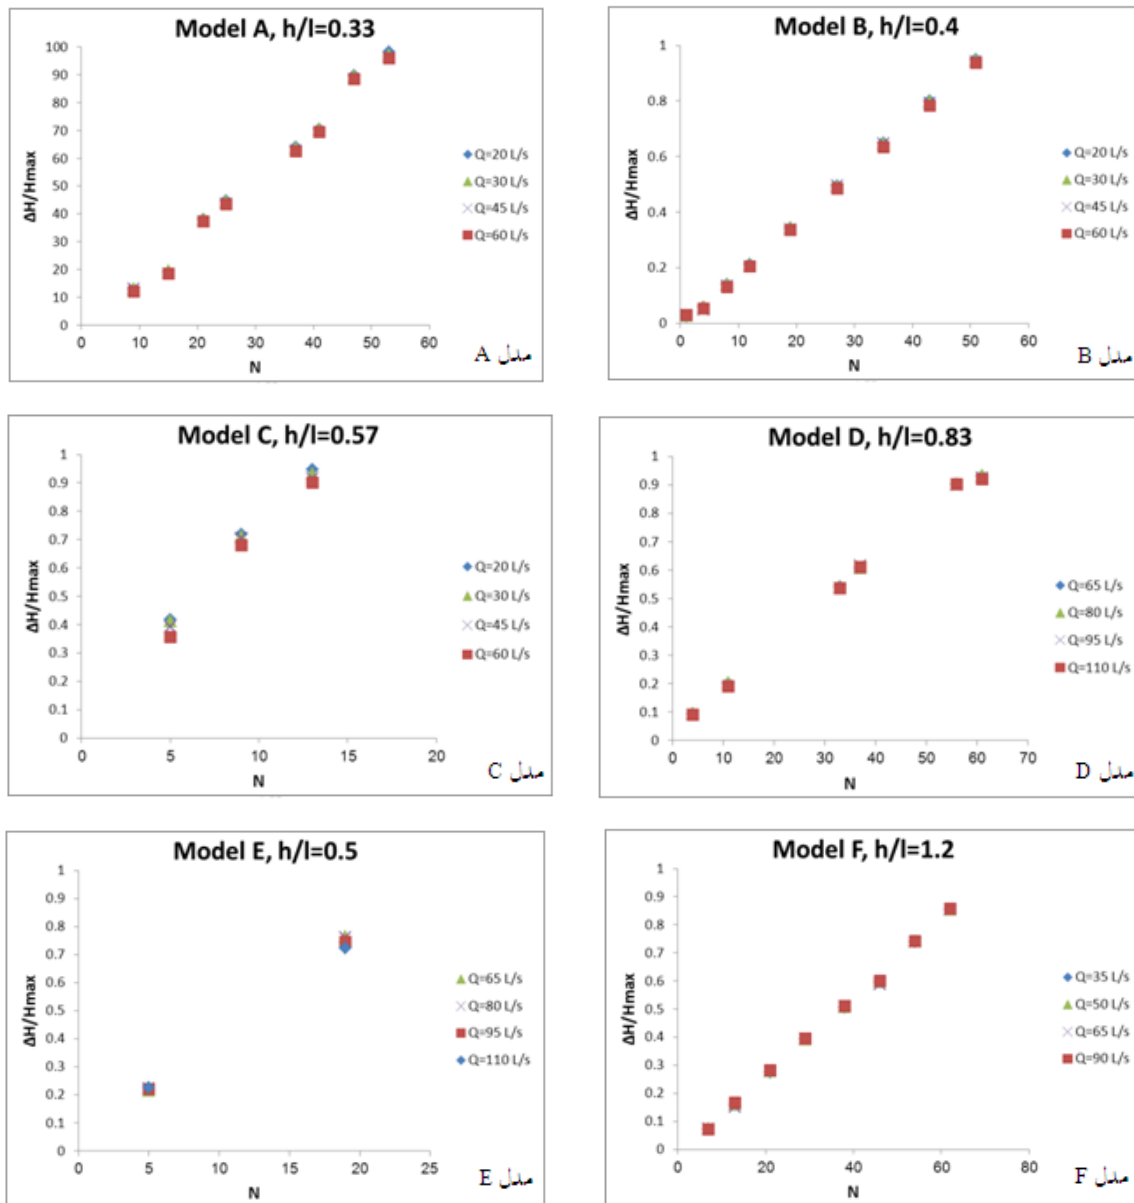 Model A, h/l=0.33
100
90
80
70
60
50
40
30
20
10
0
ΔH/Hmax
0 10 20 30 40 50 60
N
Q=20 L/s
Q=30 L/s
Q=45 L/s
Q=60 L/s
مدل A
Model B, h/l=0.4
1
0.8
0.6
0.4
0.2
0
ΔH/Hmax
0 10 20 30 40 50 60
N
Q=20 L/s
Q=30 L/s
Q=45 L/s
Q=60 L/s
مدل B
Model C, h/l=0.57
1
0.9
0.8
0.7
0.6
0.5
0.4
0.3
0.2
0.1
0
ΔH/Hmax
0 5 10 15 20
N
Q=20 L/s
Q=30 L/s
Q=45 L/s
Q=60 L/s
مدل C
Model D, h/l=0.83
1
0.9
0.8
0.7
0.6
0.5
0.4
0.3
0.2
0.1
0
ΔH/Hmax
0 10 20 30 40 50 60 70
N
Q=65 L/s
Q=80 L/s
Q=95 L/s
Q=110 L/s
مدل D
Model E, h/l=0.5
1
0.9
0.8
0.7
0.6
0.5
0.4
0.3
0.2
0.1
0
ΔH/Hmax
0 5 10 15 20 25
N
Q=65 L/s
Q=80 L/s
Q=95 L/s
Q=110 L/s
مدل E
Model F, h/l=1.2
1
0.9
0.8
0.7
0.6
0.5
0.4
0.3
0.2
0.1
0
ΔH/Hmax
0 20 40 60 80
N
Q=35 L/s
Q=50 L/s
Q=65 L/s
Q=90 L/s
مدل F